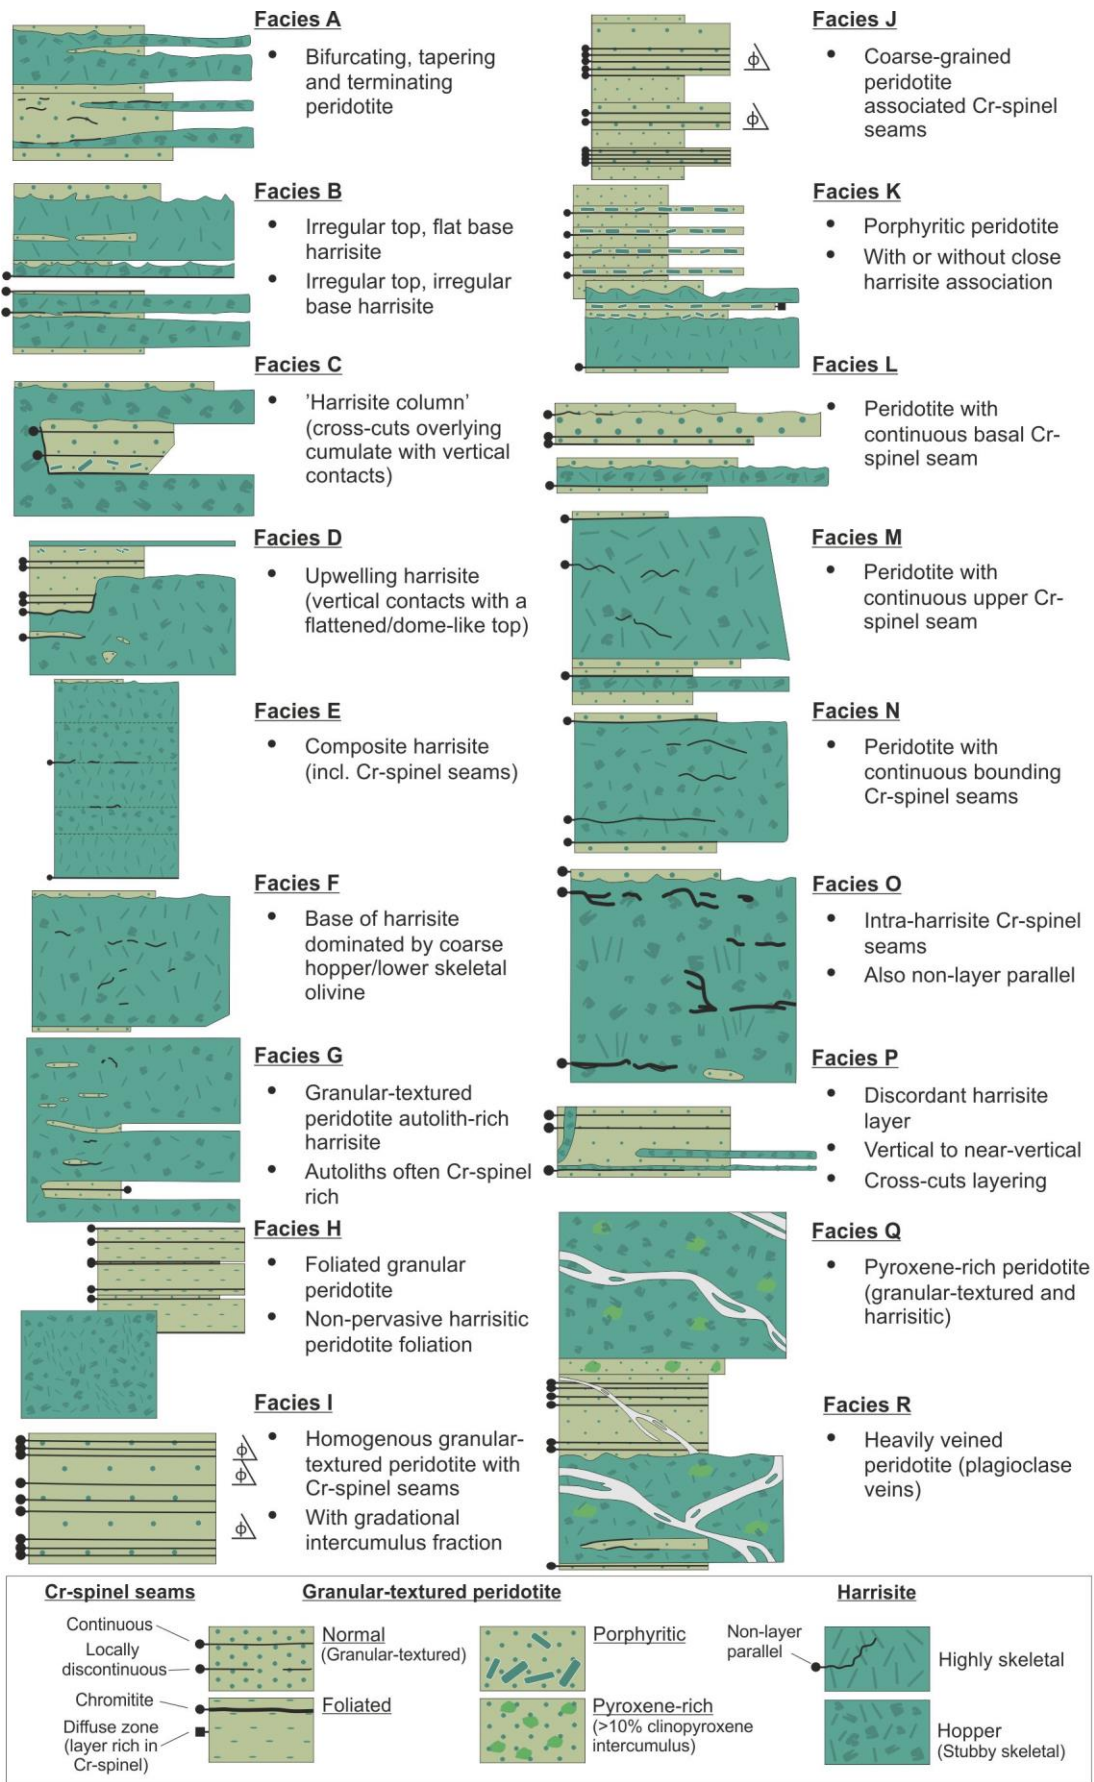 Facies A
• Bifurcating, tapering
and terminating
peridotite
Facies B
• Irregular top, flat base
harrisite
• Irregular top, irregular
base harrisite
Facies C
• 'Harrisite column'
(cross-cuts overlying
cumulate with vertical
contacts)
Facies D
• Upwelling harrisite
(vertical contacts with a
flattened/dome-like top)
Facies E
• Composite harrisite
(incl. Cr-spinel seams)
Facies F
• Base of harrisite
dominated by coarse
hopper/lower skeletal
olivine
Facies G
• Granular-textured
peridotite autolith-rich
harrisite
• Autoliths often Cr-spinel
rich
Facies H
• Foliated granular
peridotite
• Non-pervasive harrisitic
peridotite foliation
Facies I
• Homogenous granular-
textured peridotite with
Cr-spinel seams
• With gradational
intercumulus fraction
ϕ
ϕ
ϕ
Facies J
• Coarse-grained
peridotite
associated Cr-spinel
seams
ϕ
ϕ
Facies K
• Porphyritic peridotite
• With or without close
harrisite association
Facies L
• Peridotite with
continuous basal Cr-
spinel seam
Facies M
• Peridotite with
continuous upper Cr-
spinel seam
Facies N
• Peridotite with
continuous bounding
Cr-spinel seams
Facies O
• Intra-harrisite Cr-spinel
seams
• Also non-layer parallel
Facies P
• Discordant harrisite
layer
• Vertical to near-vertical
• Cross-cuts layering
Facies Q
• Pyroxene-rich peridotite
(granular-textured and
harrisitic)
Facies R
• Heavily veined
peridotite (plagioclase
veins)
Cr-spinel seams
Continuous
Locally
discontinuous
Chromitite
Diffuse zone
(layer rich in
Cr-spinel)
Granular-textured peridotite
Normal
(Granular-textured)
Foliated
Porphyritic
Pyroxene-rich
(>10% clinopyroxene
intercumulus)
Harrisite
Non-layer
parallel
Highly skeletal
Hopper
(Stubby skeletal)